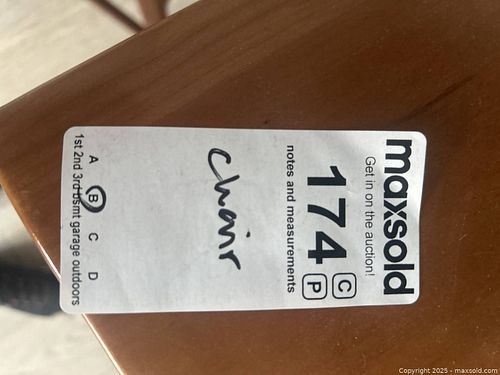 maxsold
Get in on the auction!
174 C P
notes and measurements
chair
A B C D
1st 2nd 3rd bsmt garage outdoors
Copyright 2025 - maxsold.com